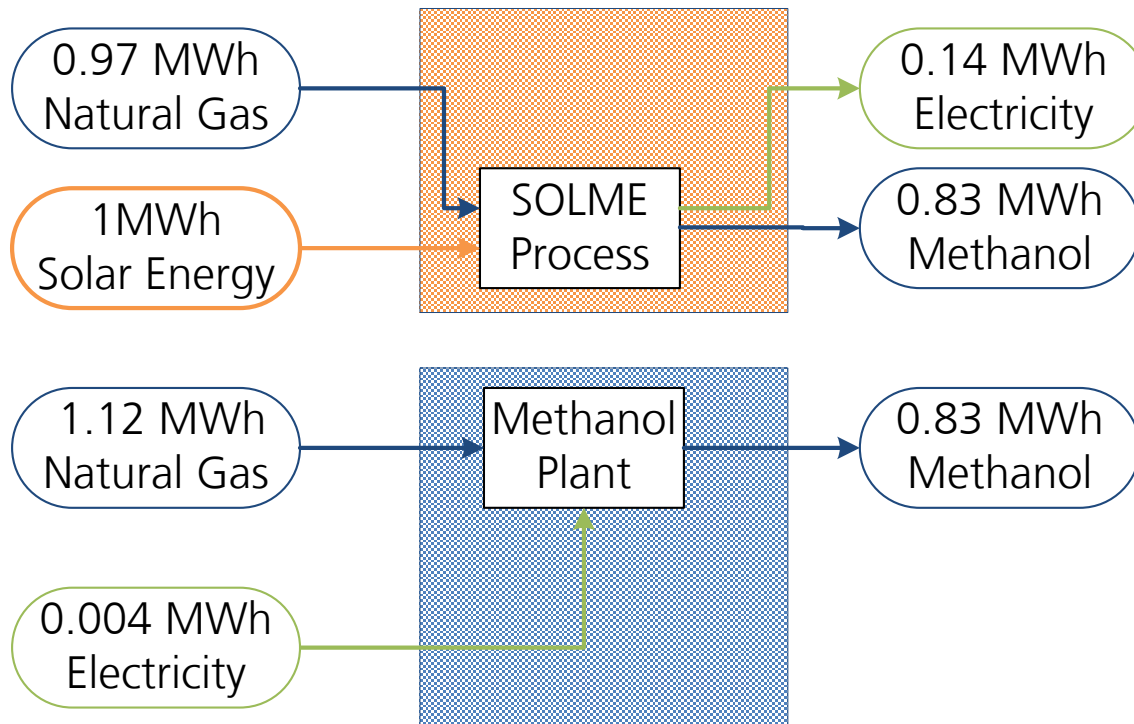 0.97 MWh
Natural Gas
1MWh
Solar Energy
SOLME
Process
0.14 MWh
Electricity
0.83 MWh
Methanol
1.12 MWh
Natural Gas
0.004 MWh
Electricity
Methanol
Plant
0.83 MWh
Methanol